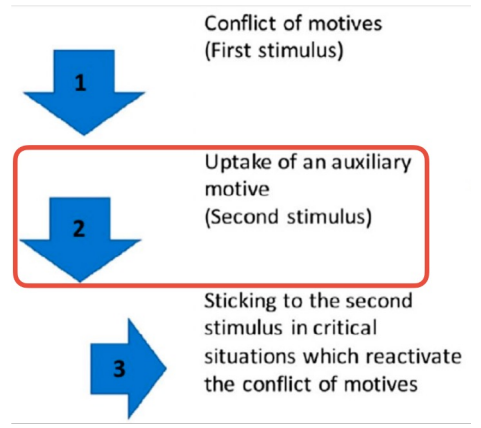 Conflict of motives
(First stimulus)
1
Uptake of an auxiliary
motive
(Second stimulus)
2
Sticking to the second
stimulus in critical
situations which reactivate
the conflict of motives
3